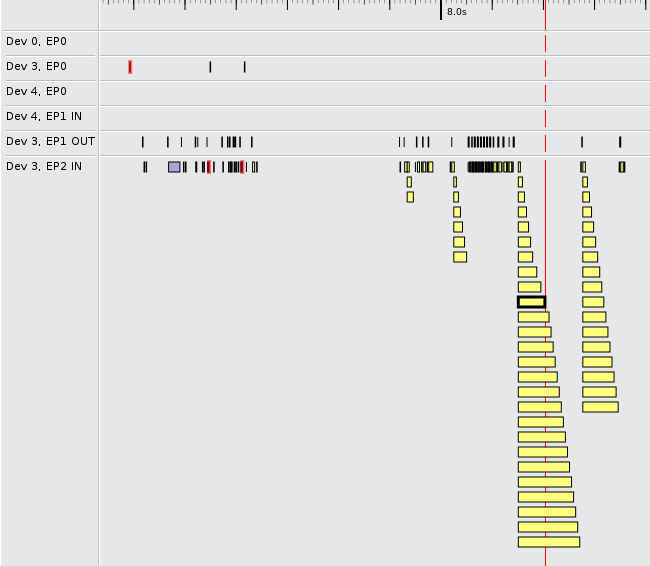 8.0s
Dev 0, EP0
Dev 3, EP0
Dev 4, EP0
Dev 4, EP1 IN
Dev 3, EP1 OUT
Dev 3, EP2 IN